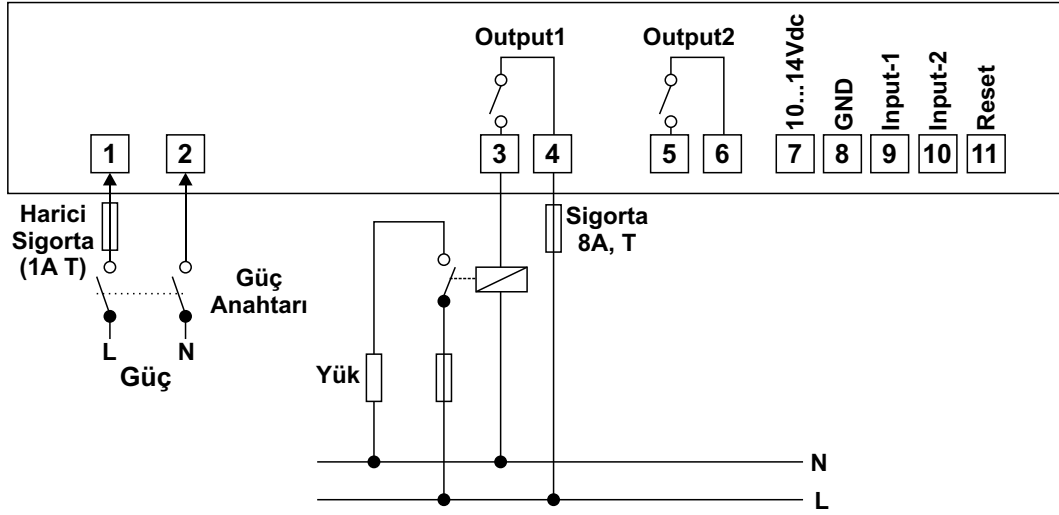 Output1
Output2
10...14Vdc
GND
Input-1
Input-2
Reset
1
2
3
4
5
6
7
8
9
10
11
Harici
Sigorta
(1A T)
Güç
Anahtarı
L
N
Güç
Sigorta
8A, T
Yük
N
L